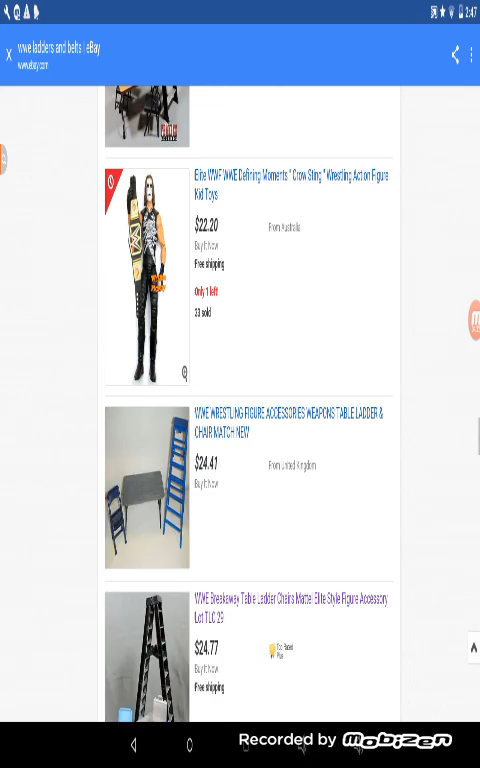 2:47
wwe ladders and belts | eBay
www.ebay.com
Elite WWF WWE Defining Moments " Crow Sting " Wrestling Action Figure
Kid Toys
$22.20
From Australia
Buy It Now
Free shipping
Only 1 left!
33 sold
WWE WRESTLING FIGURE ACCESSORIES WEAPONS TABLE LADDER &
CHAIR MATCH NEW
$24.41
From United Kingdom
Buy It Now
WWE Breakaway Table Ladder Chairs Mattel Elite Style Figure Accessory
Lot TLC 29
$24.77
Top Rated
Plus
Buy It Now
Free shipping
Recorded by mobizen